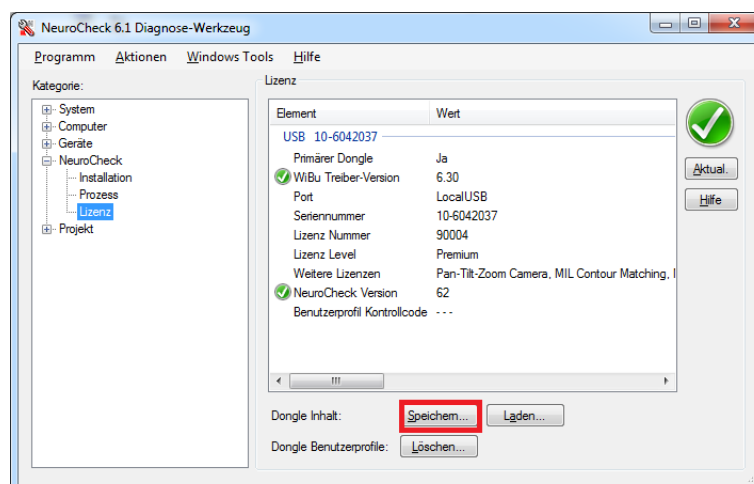 NeuroCheck 6.1 Diagnose-Werkzeug
Programm Aktionen Windows Tools Hilfe
Kategorie:
System
Computer
Geräte
NeuroCheck
Installation
Prozess
Lizenz
Projekt
Lizenz
Element Wert
USB 10-6042037
Primärer Dongle Ja
WiBu Treiber-Version 6.30
Port LocalUSB
Seriennummer 10-6042037
Lizenz Nummer 90004
Lizenz Level Premium
Weitere Lizenzen Pan-Tilt-Zoom Camera, MIL Contour Matching,
NeuroCheck Version 62
Benutzerprofil Kontrollcode ---
Aktual.
Hilfe
Dongle Inhalt: Speichern... Laden...
Dongle Benutzerprofile: Löschen...